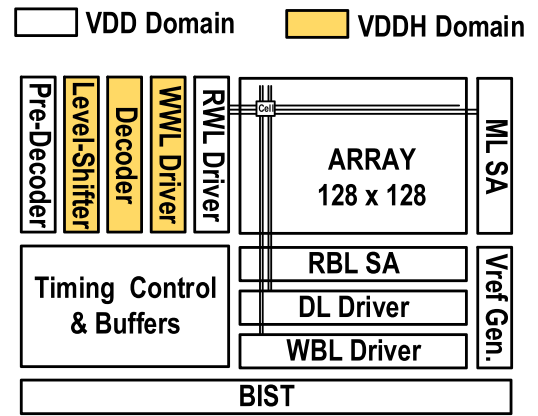 VDD Domain
VDDH Domain
Pre-Decoder
Level-Shifter
Decoder
WWL Driver
RWL Driver
Cell
ARRAY
128 x 128
ML SA
Timing Control
& Buffers
RBL SA
DL Driver
WBL Driver
Vref Gen.
BIST